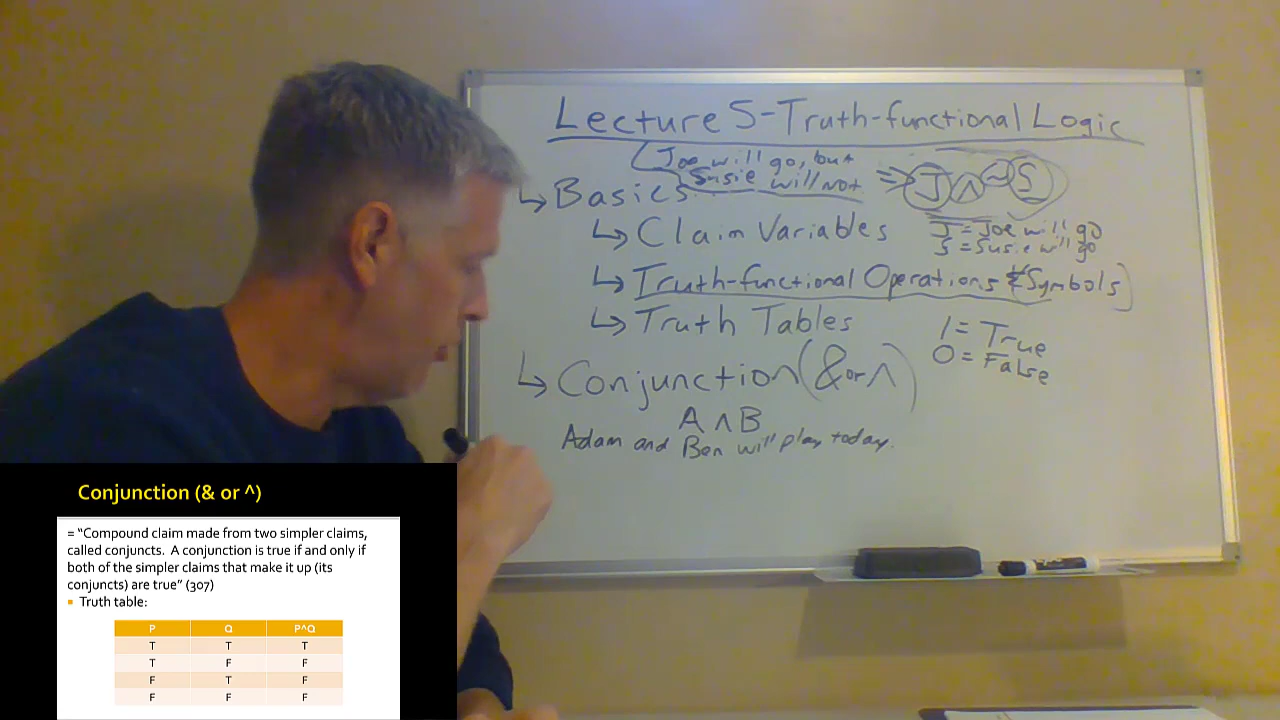 Lecture 5-Truth-functional Logic
Joe will go, but
Susie will not
⇒ J ∧ ~S
↳ Basics
↳ Claim Variables
J = Joe will go
S = Susie will go
↳ Truth-functional Operations & Symbols
↳ Truth Tables
1 = True
0 = False
↳ Conjunction (& or ∧)
A ∧ B
Adam and Ben will play today.
Conjunction (& or ^)
= “Compound claim made from two simpler claims,
called conjuncts. A conjunction is true if and only if
both of the simpler claims that make it up (its
conjuncts) are true” (307)
Truth table:
P Q P^Q
T T T
T F F
F T F
F F F